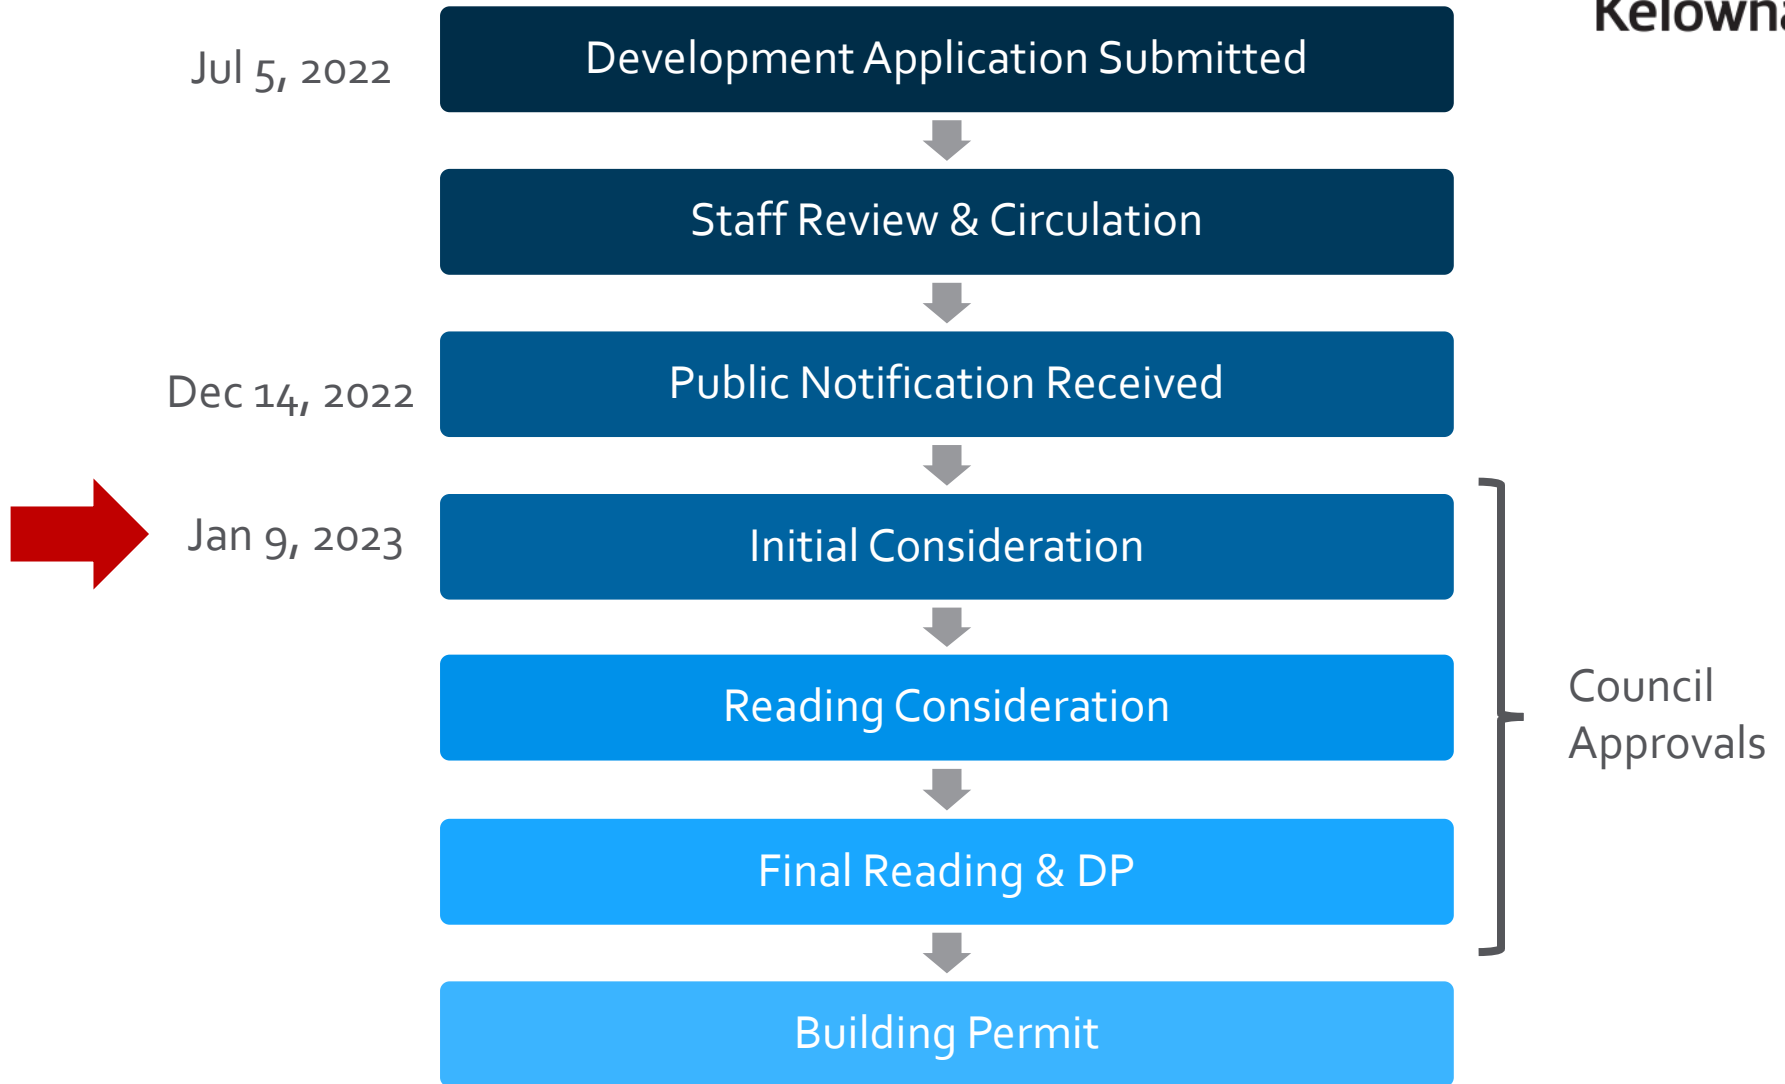 Kelowna
Jul 5, 2022
Development Application Submitted
Staff Review & Circulation
Dec 14, 2022
Public Notification Received
Jan 9, 2023
Initial Consideration
Reading Consideration
Council
Approvals
Final Reading & DP
Building Permit